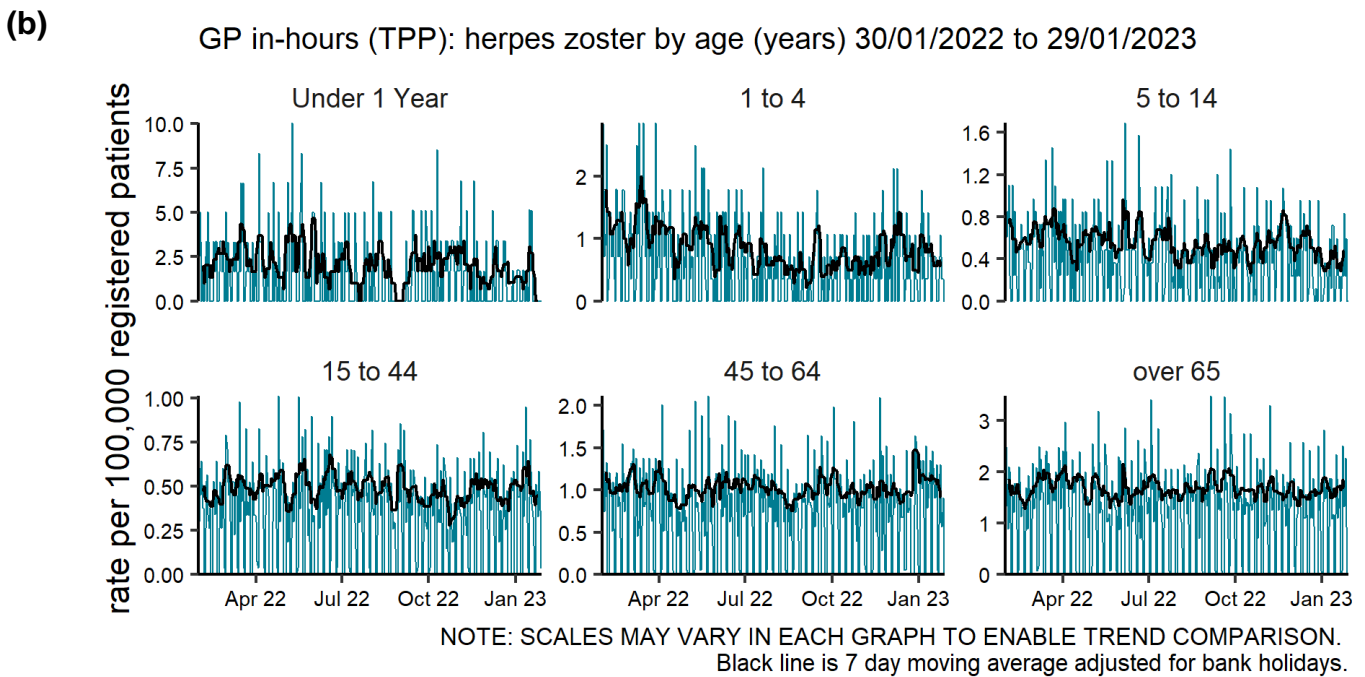 (b)
GP in-hours (TPP): herpes zoster by age (years) 30/01/2022 to 29/01/2023
rate per 100,000 registered patients
Under 1 Year
10.0
7.5
5.0
2.5
0.0
1 to 4
2
1
0
5 to 14
1.6
1.2
0.8
0.4
0.0
15 to 44
1.00
0.75
0.50
0.25
0.00
Apr 22 Jul 22 Oct 22 Jan 23
45 to 64
2.0
1.5
1.0
0.5
0.0
Apr 22 Jul 22 Oct 22 Jan 23
over 65
3
2
1
0
Apr 22 Jul 22 Oct 22 Jan 23
NOTE: SCALES MAY VARY IN EACH GRAPH TO ENABLE TREND COMPARISON.
Black line is 7 day moving average adjusted for bank holidays.